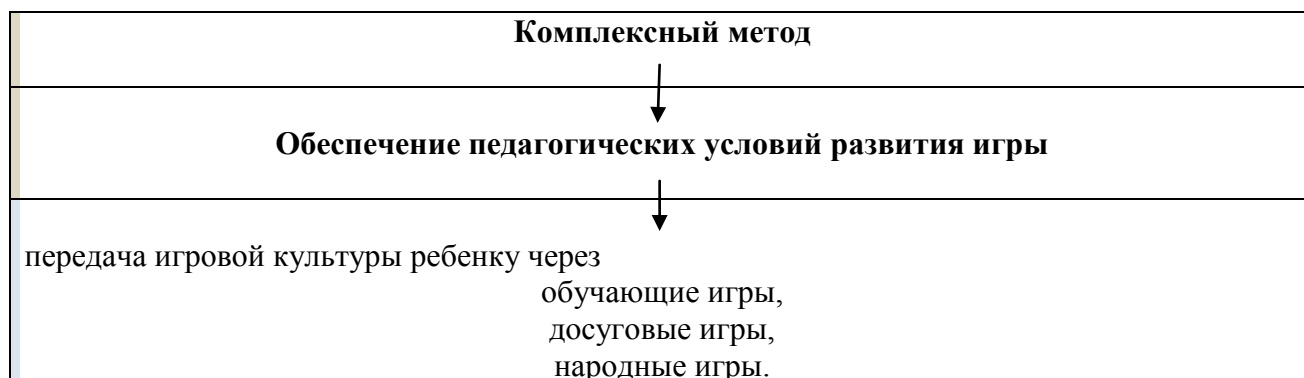 Комплексный метод
Обеспечение педагогических условий развития игры
передача игровой культуры ребенку через
обучающие игры,
досуговые игры,
народные игры.